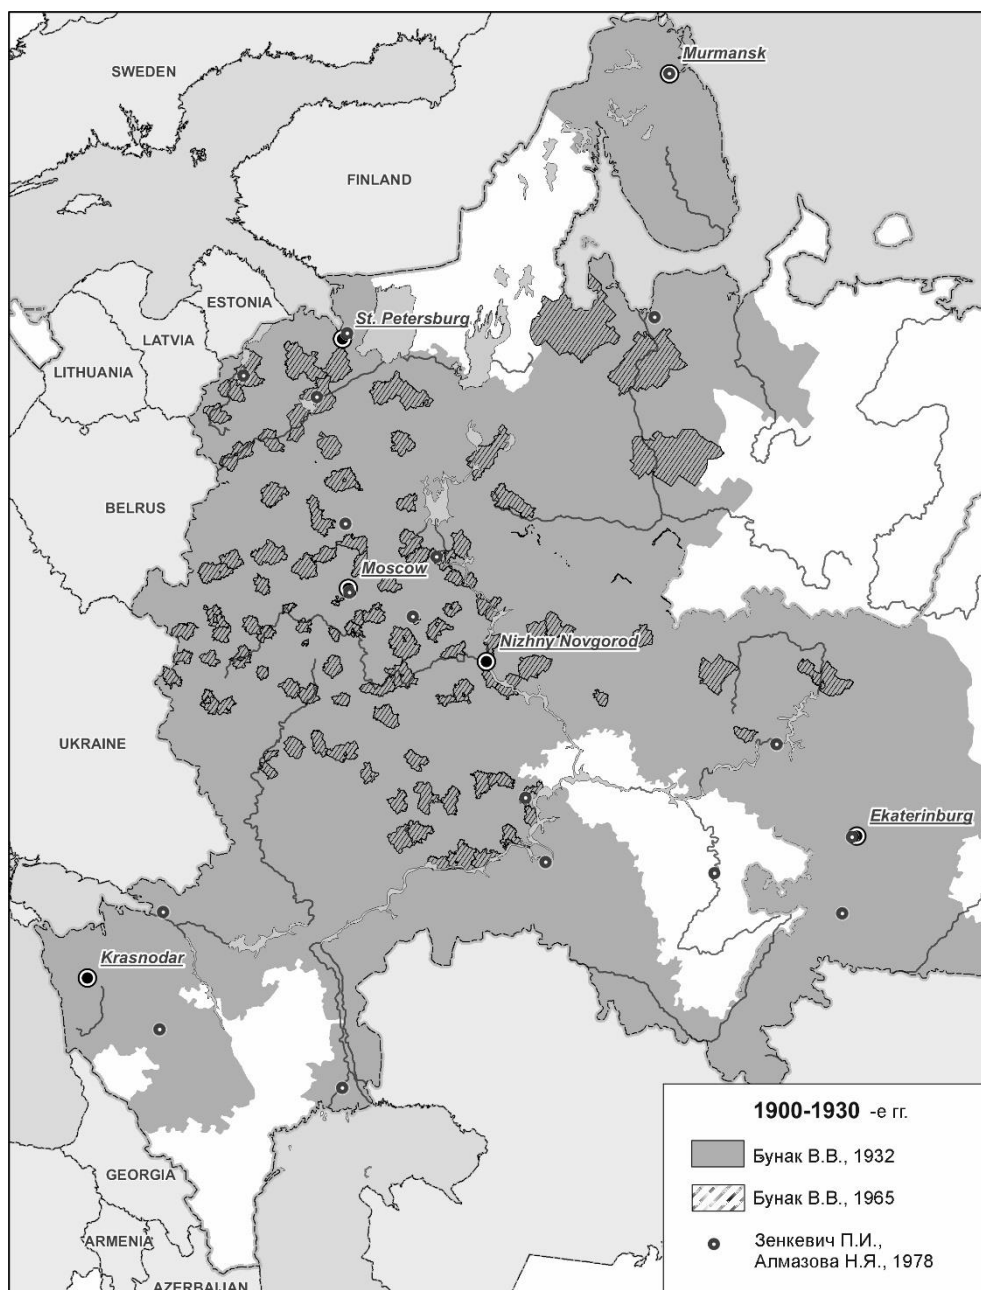 Murmansk
SWEDEN
FINLAND
ESTONIA
St. Petersburg
LATVIA
LITHUANIA
BELRUS
Moscow
Nizhny Novgorod
UKRAINE
Ekaterinburg
Krasnodar
GEORGIA
ARMENIA
AZERBAIJAN
1900-1930 -е гг.
Бунак В.В., 1932
Бунак В.В., 1965
Зенкевич П.И.,
Алмазова Н.Я., 1978